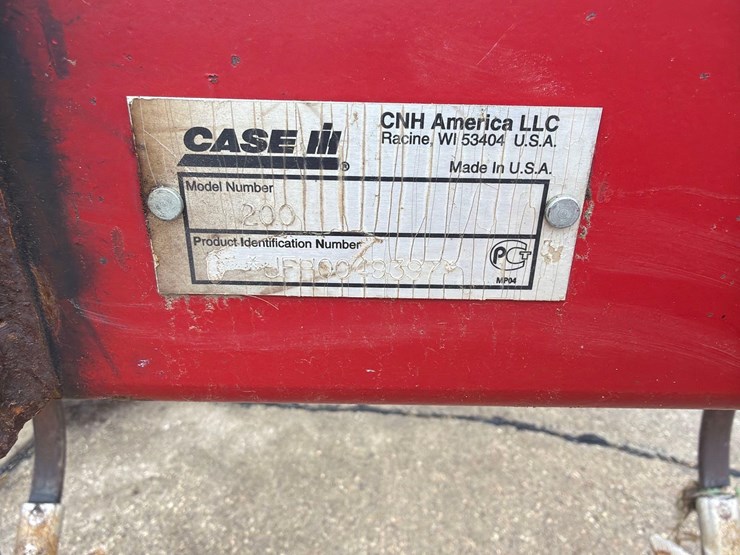 CASE IH
®
CNH America LLC
Racine, WI 53404 U.S.A.
Made In U.S.A.
Model Number
200
Product Identification Number
PCT
MP04